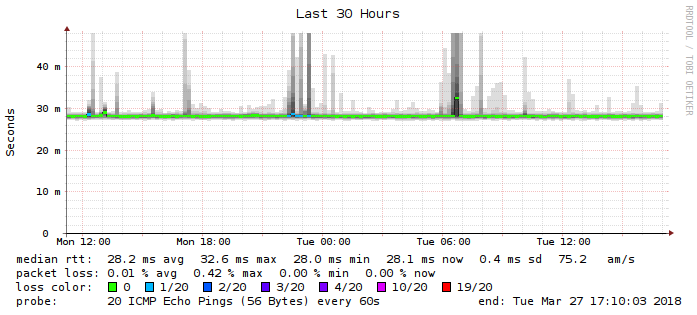 Last 30 Hours
RRDTOOL / TOBI OETIKER
Seconds
40 m
30 m
20 m
10 m
0
Mon 12:00 Mon 18:00 Tue 00:00 Tue 06:00 Tue 12:00
median rtt: 28.2 ms avg 32.6 ms max 28.0 ms min 28.1 ms now 0.4 ms sd 75.2 am/s
packet loss: 0.01 % avg 0.42 % max 0.00 % min 0.00 % now
loss color: 0 1/20 2/20 3/20 4/20 10/20 19/20
probe: 20 ICMP Echo Pings (56 Bytes) every 60s end: Tue Mar 27 17:10:03 2018